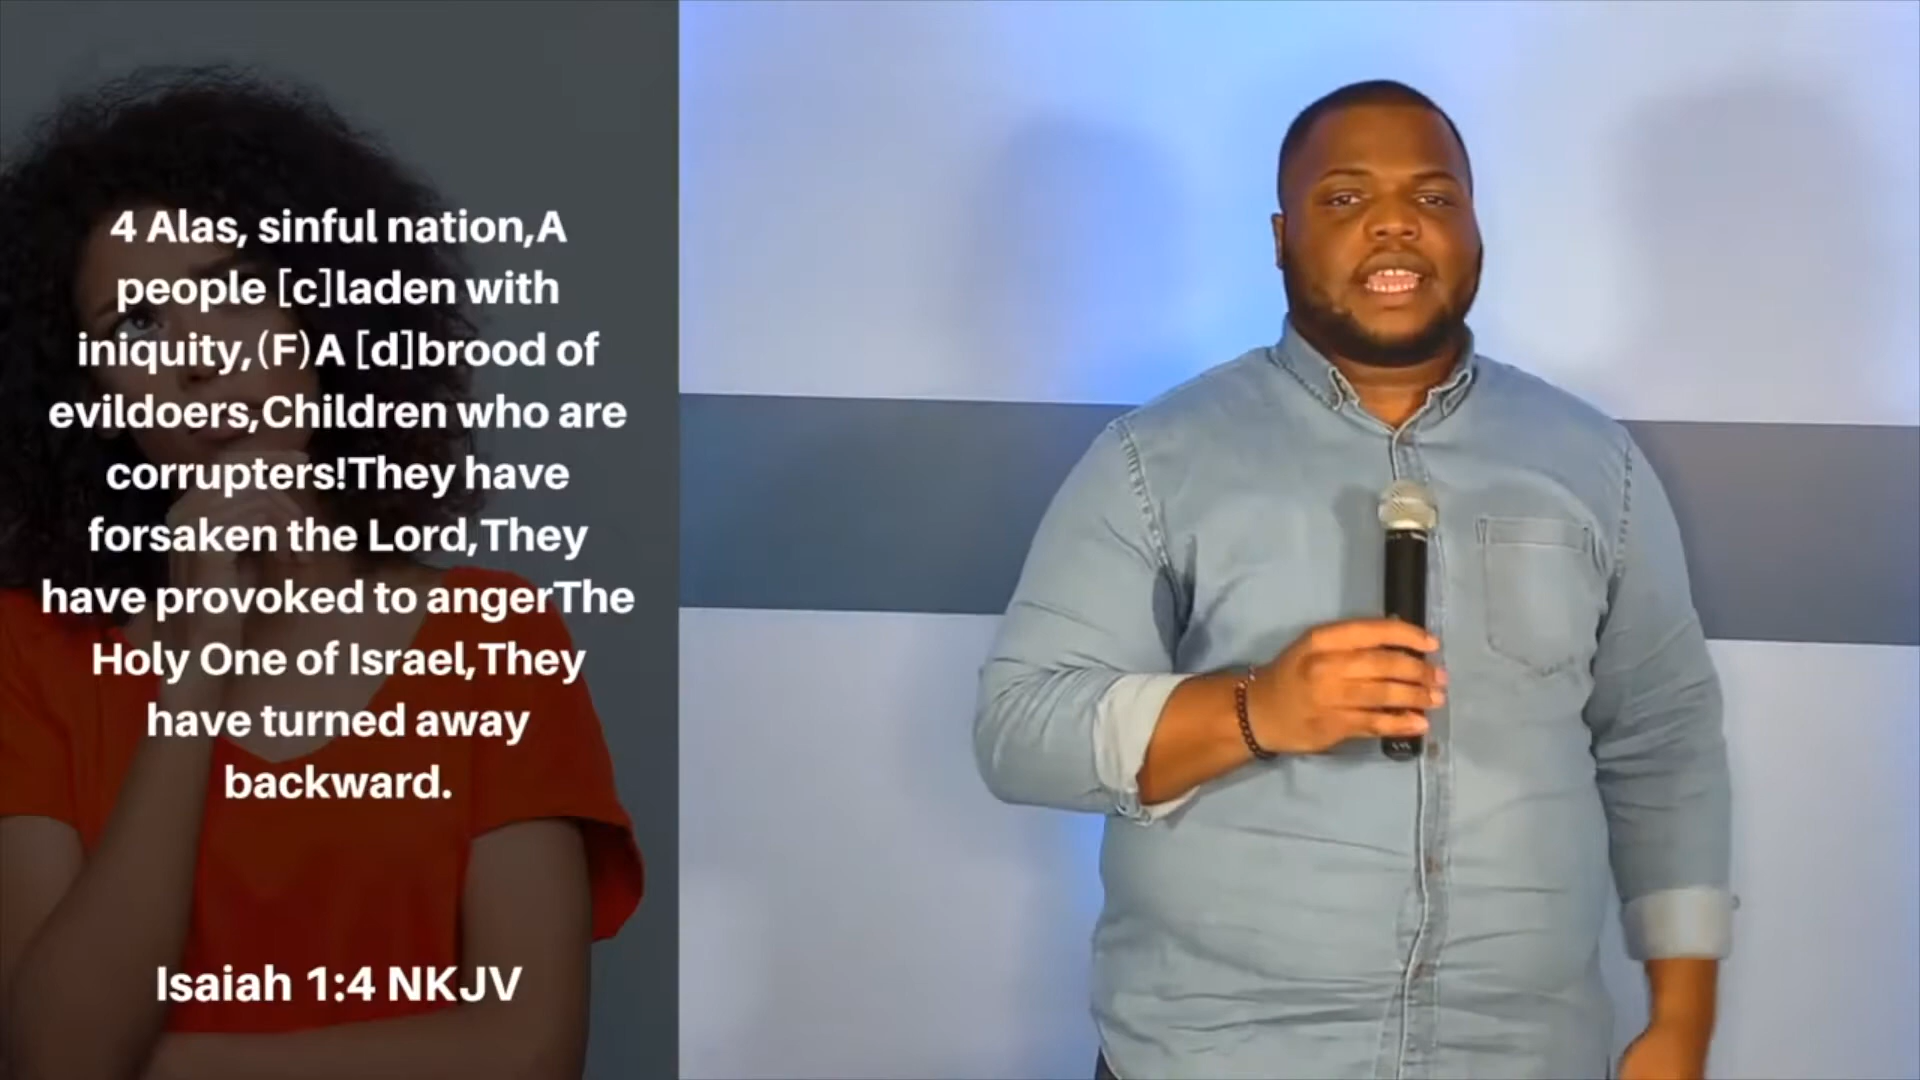 4 Alas, sinful nation,A
people [c]laden with
iniquity,(F)A [d]brood of
evildoers,Children who are
corrupters!They have
forsaken the Lord,They
have provoked to angerThe
Holy One of Israel,They
have turned away
backward.
Isaiah 1:4 NKJV